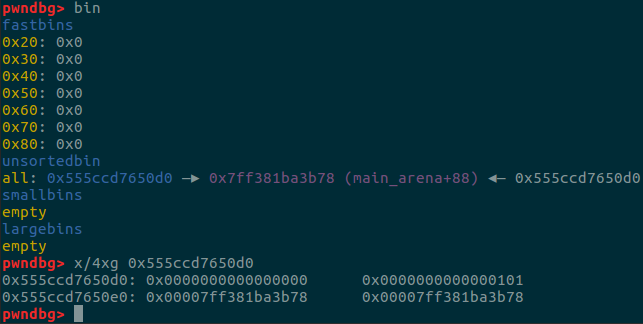 pwndbg> bin
fastbins
0x20: 0x0
0x30: 0x0
0x40: 0x0
0x50: 0x0
0x60: 0x0
0x70: 0x0
0x80: 0x0
unsortedbin
all: 0x555ccd7650d0 —▸ 0x7ff381ba3b78 (main_arena+88) ◂— 0x555ccd7650d0
smallbins
empty
largebins
empty
pwndbg> x/4xg 0x555ccd7650d0
0x555ccd7650d0: 0x0000000000000000 0x0000000000000101
0x555ccd7650e0: 0x00007ff381ba3b78 0x00007ff381ba3b78
pwndbg>